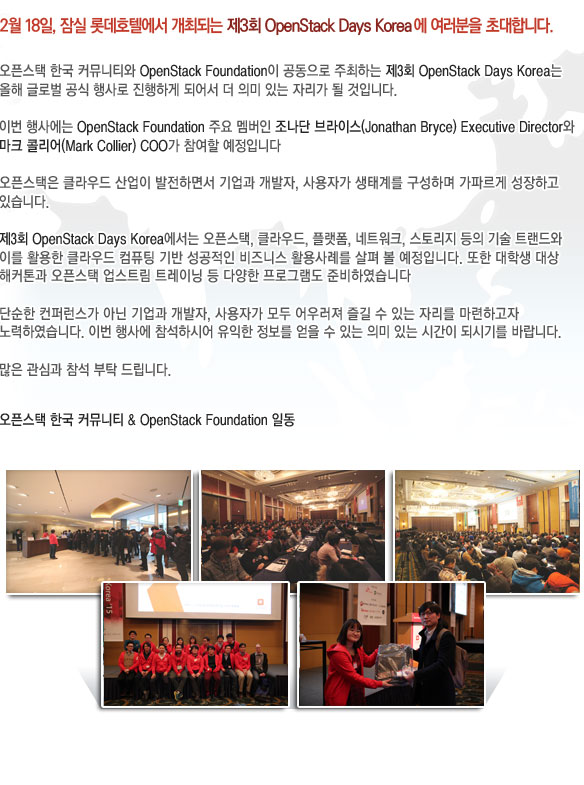 2월 18일, 잠실 롯데호텔에서 개최되는 제3회 OpenStack Days Korea에 여러분을 초대합니다.
오픈스택 한국 커뮤니티와 OpenStack Foundation이 공동으로 주최하는 제3회 OpenStack Days Korea는
올해 글로벌 공식 행사로 진행하게 되어서 더 의미 있는 자리가 될 것입니다.
이번 행사에는 OpenStack Foundation 주요 멤버인 조나단 브라이스(Jonathan Bryce) Executive Director와
마크 콜리어(Mark Collier) COO가 참여할 예정입니다
오픈스택은 클라우드 산업이 발전하면서 기업과 개발자, 사용자가 생태계를 구성하며 가파르게 성장하고
있습니다.
제3회 OpenStack Days Korea에서는 오픈스택, 클라우드, 플랫폼, 네트워크, 스토리지 등의 기술 트랜드와
이를 활용한 클라우드 컴퓨팅 기반 성공적인 비즈니스 활용사례를 살펴 볼 예정입니다. 또한 대학생 대상
해커톤과 오픈스택 업스트림 트레이닝 등 다양한 프로그램도 준비하였습니다
단순한 컨퍼런스가 아닌 기업과 개발자, 사용자가 모두 어우러져 즐길 수 있는 자리를 마련하고자
노력하였습니다. 이번 행사에 참석하시어 유익한 정보를 얻을 수 있는 의미 있는 시간이 되시기를 바랍니다.
많은 관심과 참석 부탁 드립니다.
오픈스택 한국 커뮤니티 & OpenStack Foundation 일동
Korea '15